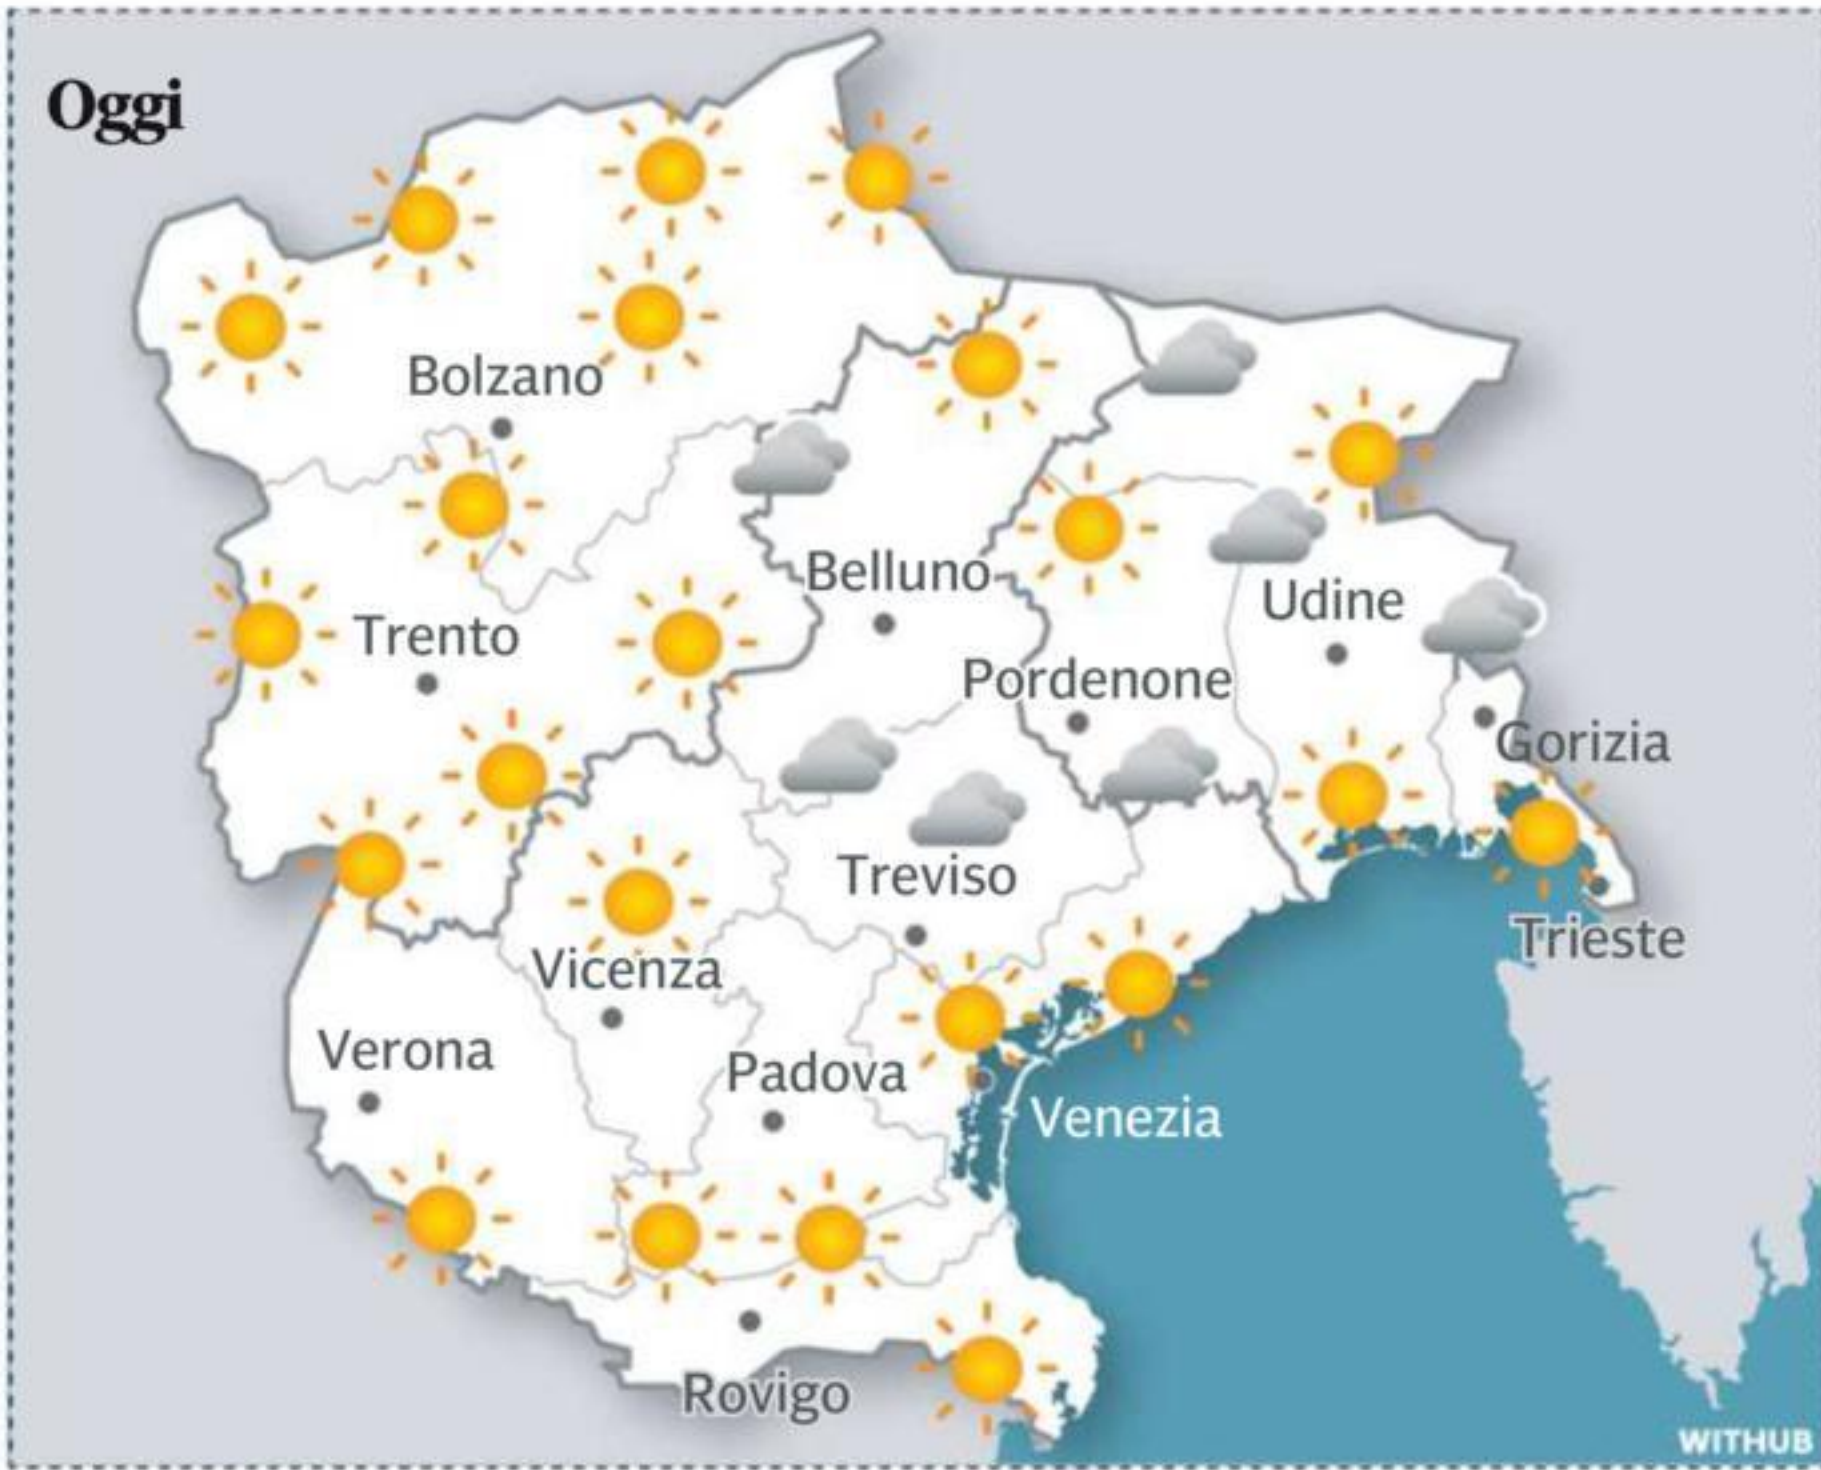 Oggi
Bolzano
Belluno
Udine
Trento
Pordenone
Gorizia
Treviso
Trieste
Vicenza
Verona
Padova
Venezia
Rovigo
WITHUB